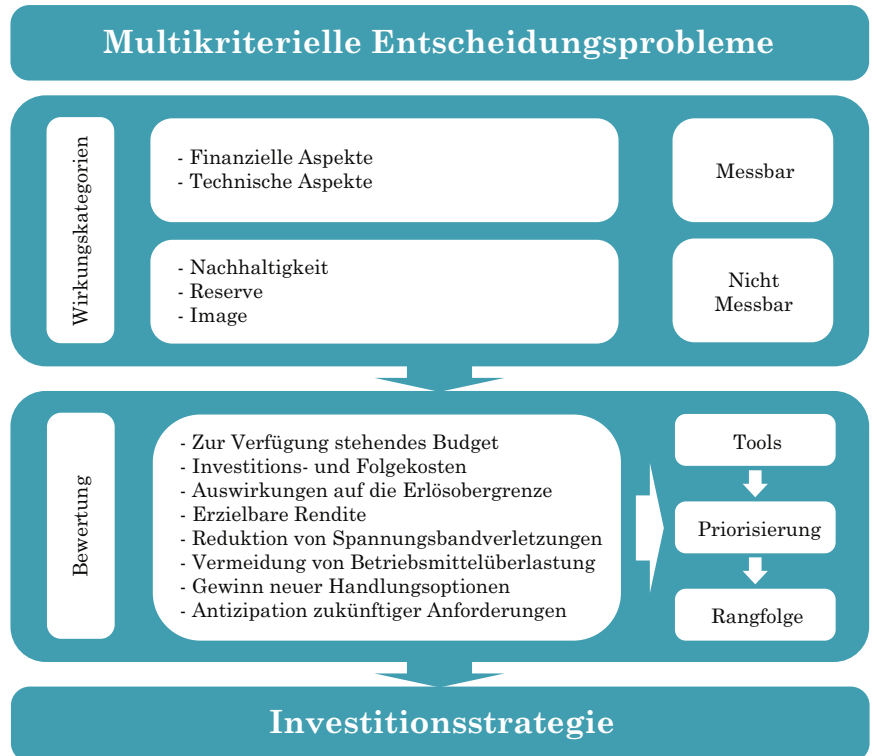 Multikriterielle Entscheidungsprobleme
Wirkungskategorien
- Finanzielle Aspekte
- Technische Aspekte
Messbar
- Nachhaltigkeit
- Reserve
- Image
Nicht
Messbar
Bewertung
- Zur Verfügung stehendes Budget
- Investitions- und Folgekosten
- Auswirkungen auf die Erlösobergrenze
- Erzielbare Rendite
- Reduktion von Spannungsbandverletzungen
- Vermeidung von Betriebsmittelüberlastung
- Gewinn neuer Handlungsoptionen
- Antizipation zukünftiger Anforderungen
Tools
Priorisierung
Rangfolge
Investitionsstrategie